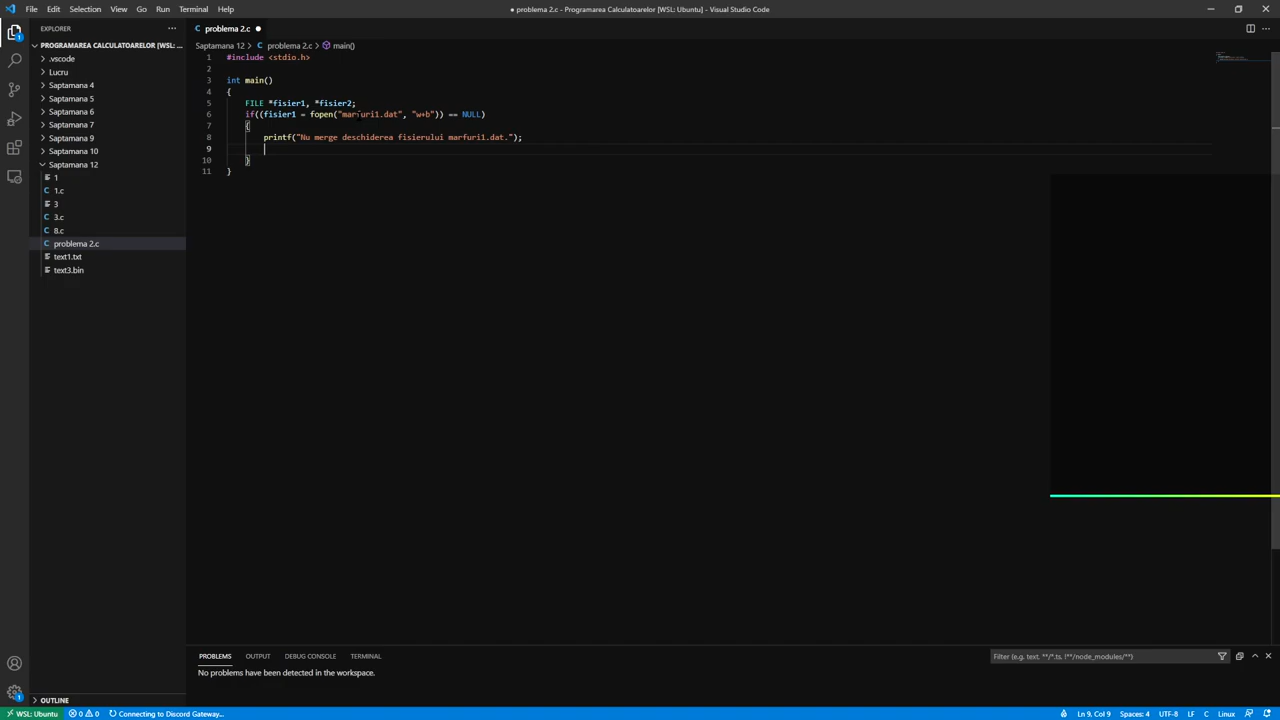 File Edit Selection View Go Run Terminal Help
● problema 2.c - Programarea Calculatoarelor [WSL: Ubuntu] - Visual Studio Code
EXPLORER
PROGRAMAREA CALCULATOARELOR [WSL: ...
.vscode
Lucru
Saptamana 4
Saptamana 5
Saptamana 6
Saptamana 7
Saptamana 9
Saptamana 10
Saptamana 12
1
C 1.c
3
C 3.c
C 8.c
C problema 2.c
text1.txt
text3.bin
OUTLINE
C problema 2.c ●
Saptamana 12 > C problema 2.c > main()
1 #include <stdio.h>
2
3 int main()
4 {
5 FILE *fisier1, *fisier2;
6 if((fisier1 = fopen("marfuri1.dat", "w+b")) == NULL)
7 {
8 printf("Nu merge deschiderea fisierului marfuri1.dat.");
9
10 }
11 }
PROBLEMS OUTPUT DEBUG CONSOLE TERMINAL
Filter (e.g. text, **/*.ts, !**/node_modules/**)
No problems have been detected in the workspace.
WSL: Ubuntu 0 0 Connecting to Discord Gateway... Ln 9, Col 9 Spaces: 4 UTF-8 LF C Linux